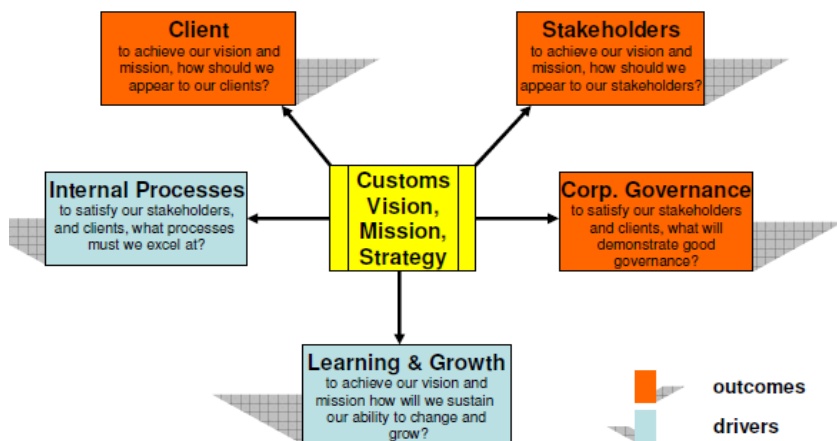 Client
to achieve our vision and
mission, how should we
appear to our clients?
Stakeholders
to achieve our vision and
mission, how should we
appear to our stakeholders?
Internal Processes
to satisfy our stakeholders,
and clients, what processes
must we excel at?
Customs
Vision,
Mission,
Strategy
Corp. Governance
to satisfy our stakeholders
and clients, what will
demonstrate good
governance?
Learning & Growth
to achieve our vision and
mission how will we sustain
our ability to change and
grow?
outcomes
drivers